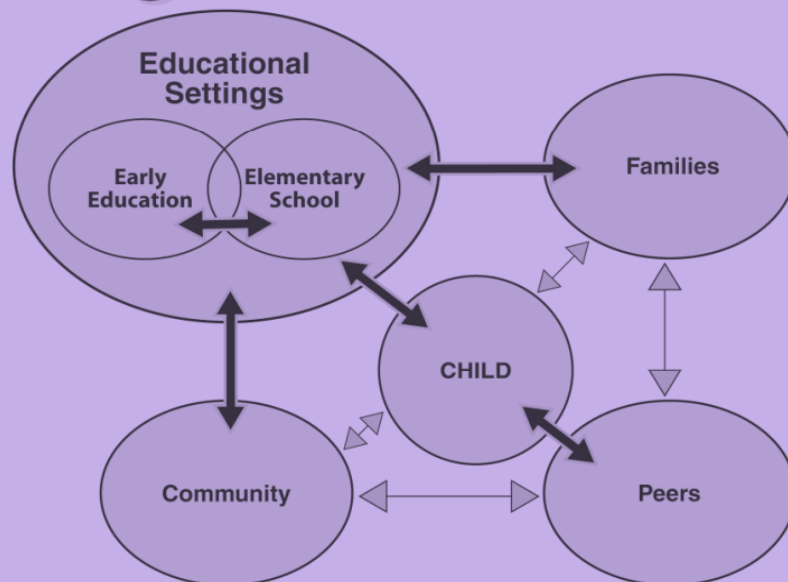 Educational
Settings
Early
Education
Elementary
School
Families
CHILD
Community
Peers